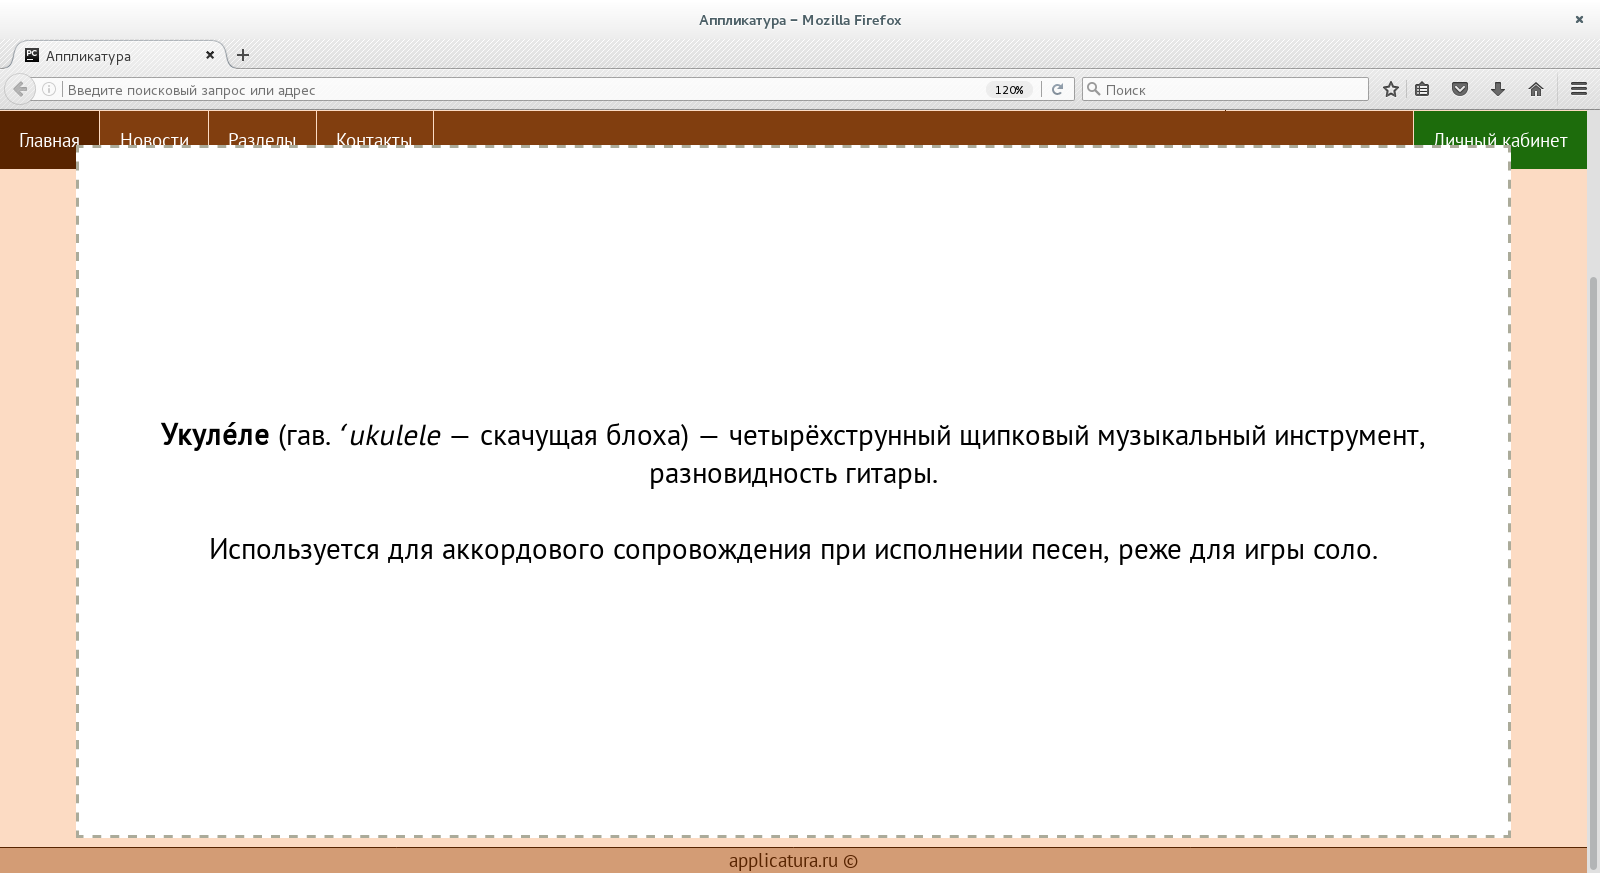 Аппликатура – Mozilla Firefox
PC Аппликатура
Введите поисковый запрос или адрес 120% Поиск
Главная Новости Разделы Контакты Личный кабинет
Укуле́ле (гав. ʻukulele — скачущая блоха) — четырёхструнный щипковый музыкальный инструмент,
разновидность гитары.
Используется для аккордового сопровождения при исполнении песен, реже для игры соло.
applicatura.ru ©